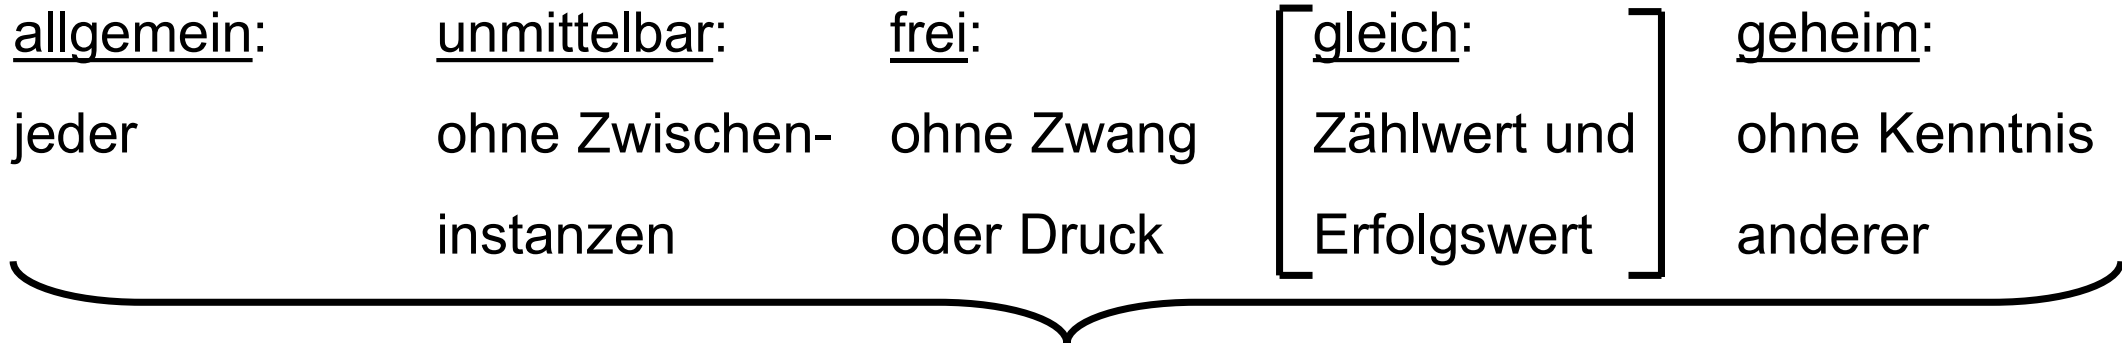 allgemein: unmittelbar: frei: gleich: geheim:
jeder ohne Zwischen- ohne Zwang Zählwert und ohne Kenntnis
instanzen oder Druck Erfolgswert anderer